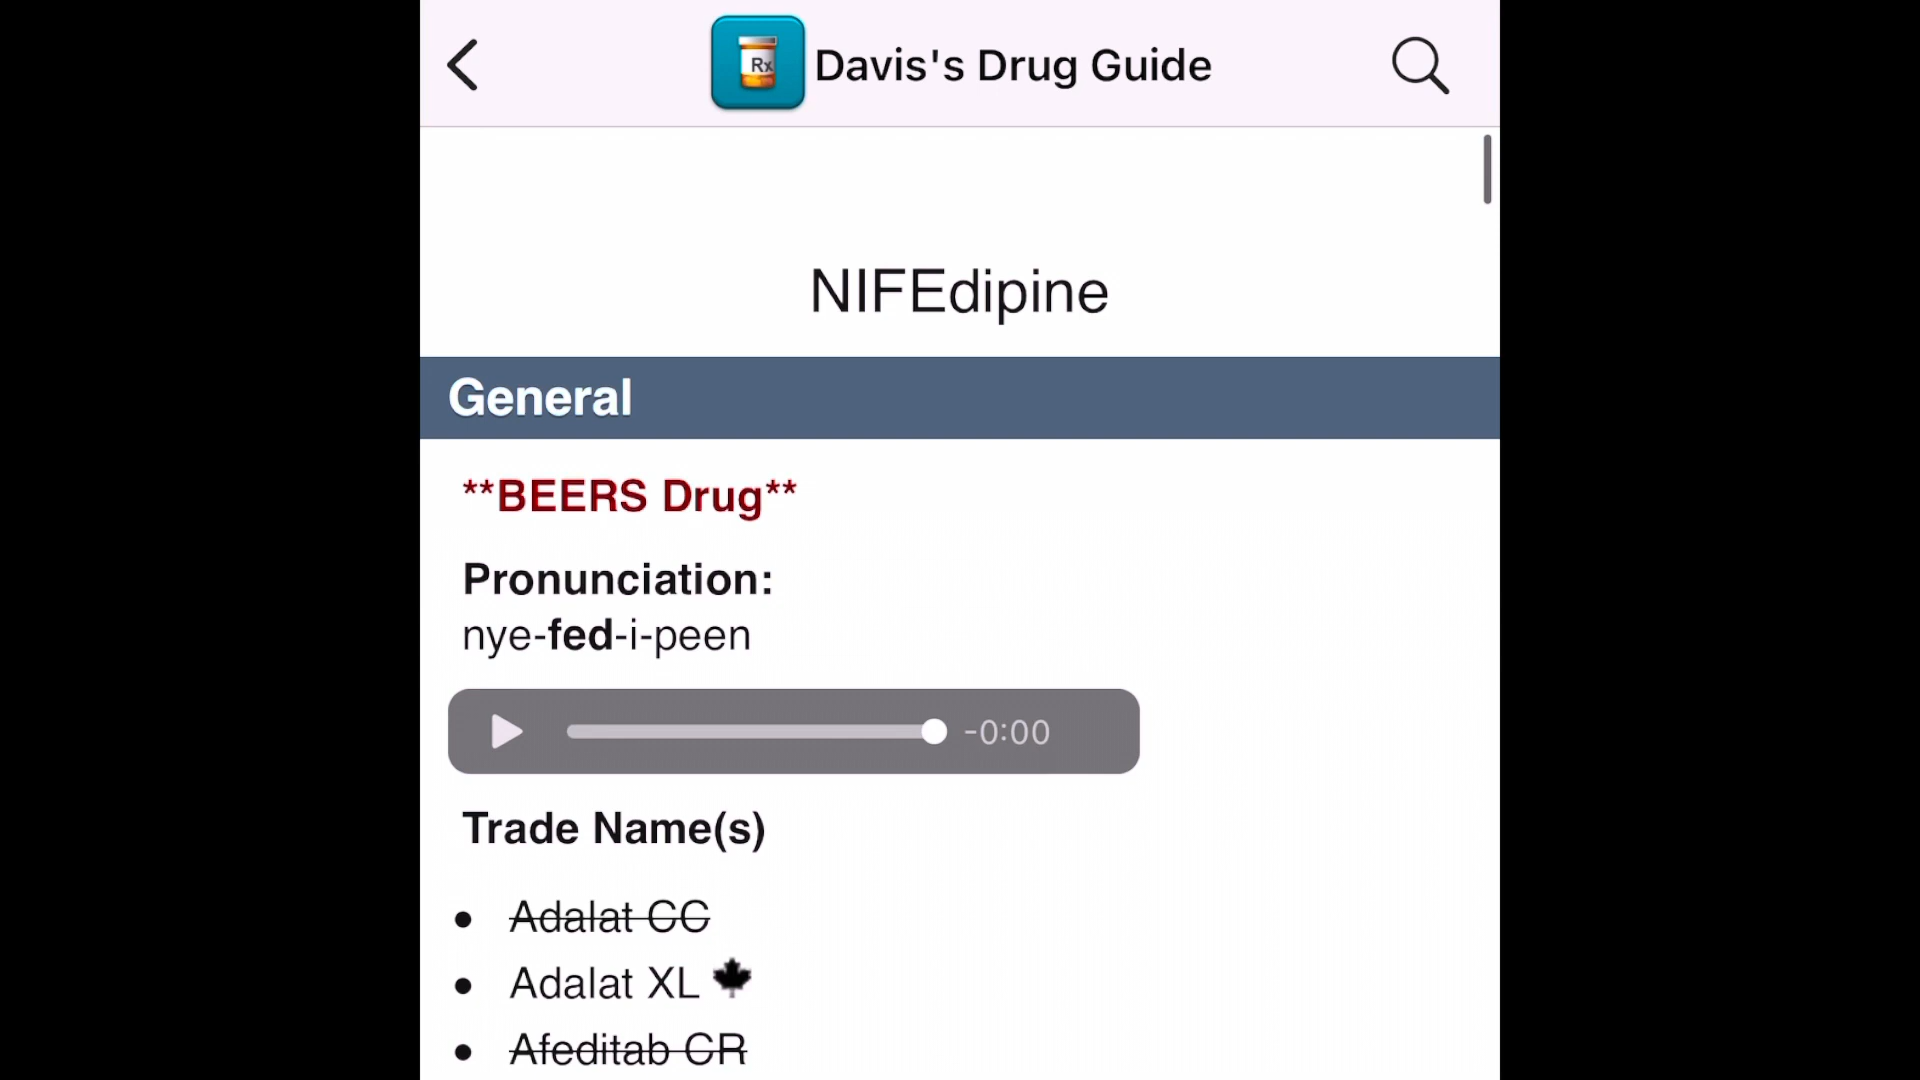 Rx Davis's Drug Guide
NIFEdipine
General
**BEERS Drug**
Pronunciation:
nye-fed-i-peen
-0:00
Trade Name(s)
• Adalat CC
• Adalat XL
• Afeditab CR